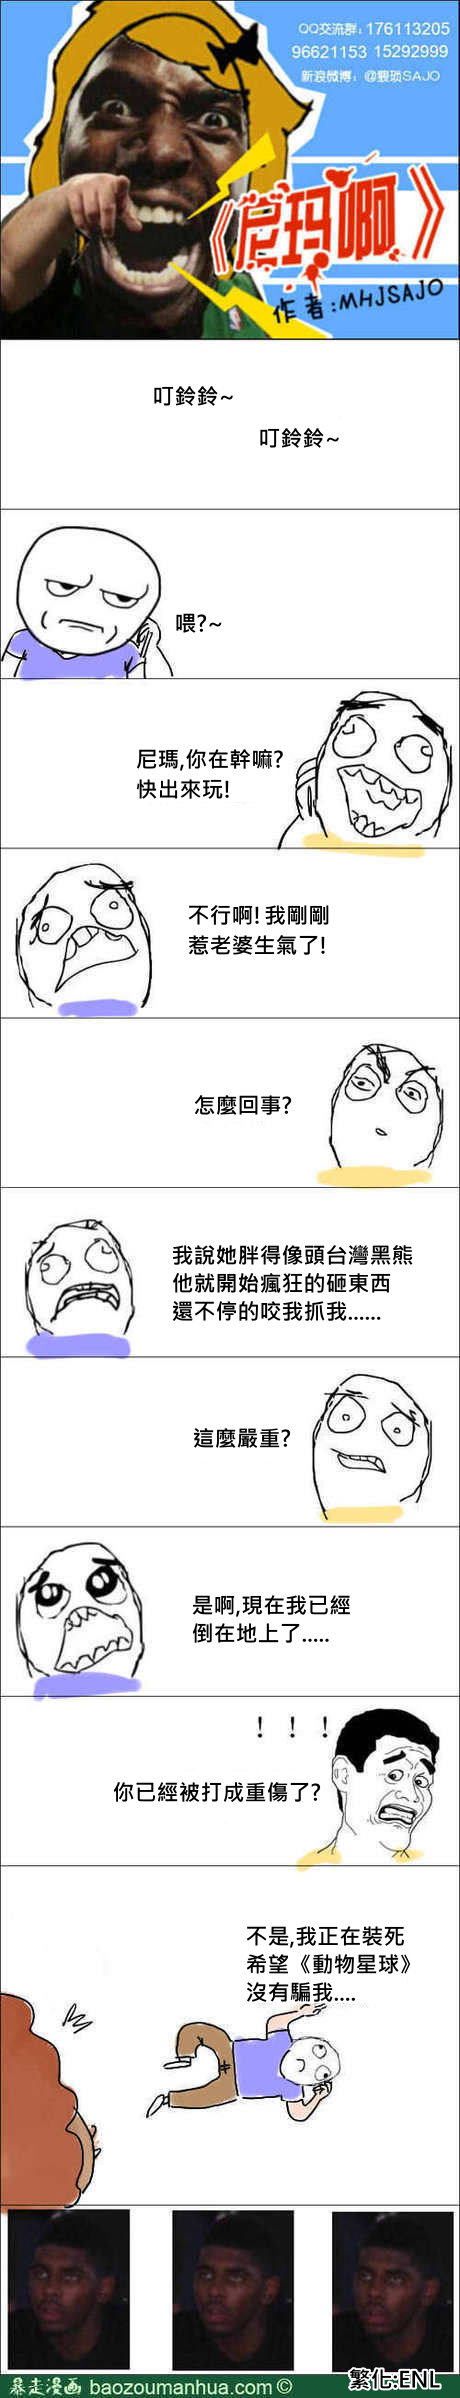 QQ交流群：176113205
96621153 15292999
新浪微博：@猥琐SAJO
《尼玛啊》
作者:MHJSAJO
叮鈴鈴~
叮鈴鈴~
喂?~
尼瑪,你在幹嘛?
快出來玩!
不行啊! 我剛剛
惹老婆生氣了!
怎麼回事?
我說她胖得像頭台灣黑熊
他就開始瘋狂的砸東西
還不停的咬我抓我......
這麼嚴重?
是啊,現在我已經
倒在地上了.....
！！！
你已經被打成重傷了?
不是,我正在裝死
希望《動物星球》
沒有騙我....
繁化:ENL
暴走漫画 baozoumanhua.com ©